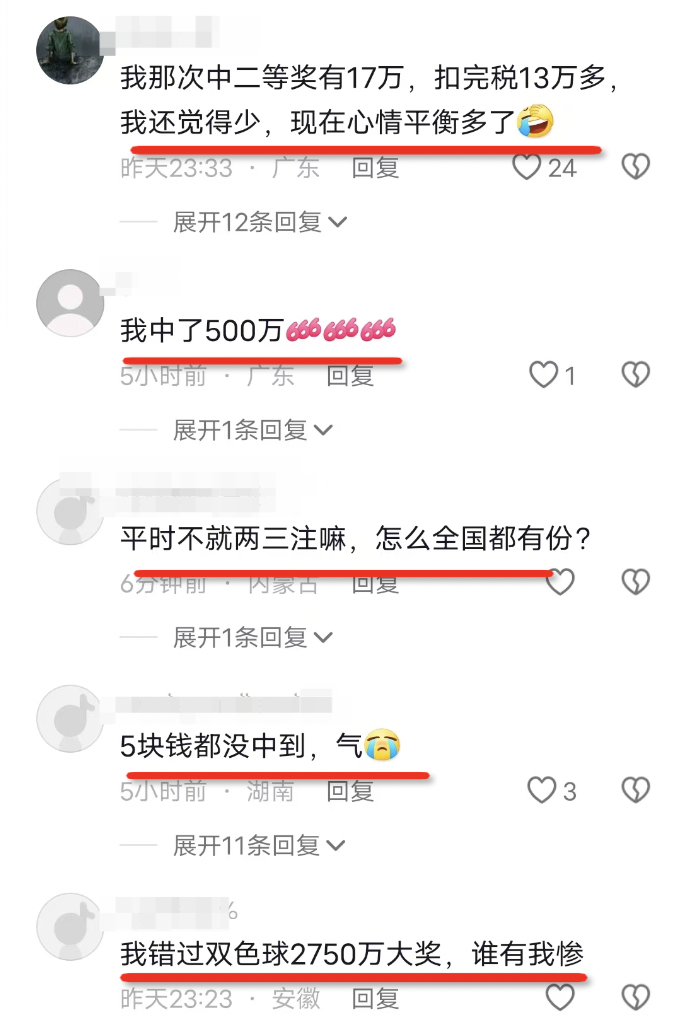 我那次中二等奖有17万，扣完税13万多，
我还觉得少，现在心情平衡多了
昨天23:33 · 广东 回复 24
展开12条回复
我中了500万666 666 666
5小时前 · 广东 回复 1
展开1条回复
平时不就两三注嘛，怎么全国都有份？
6分钟前 · 内蒙古 回复
展开1条回复
5块钱都没中到，气
5小时前 · 湖南 回复 3
展开11条回复
我错过双色球2750万大奖，谁有我惨
昨天23:23 · 安徽 回复